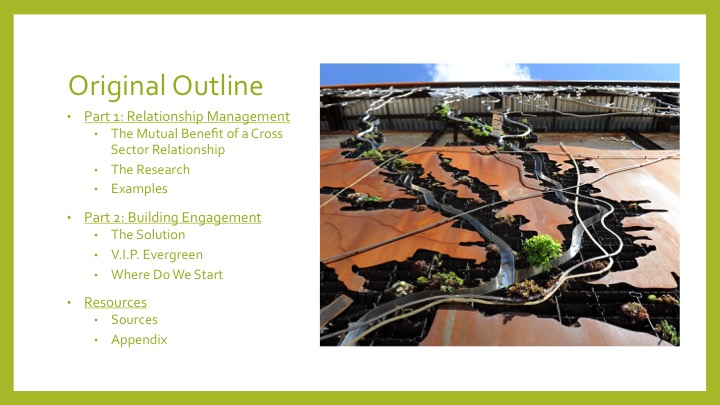 Original Outline
• Part 1: Relationship Management
• The Mutual Benefit of a Cross
Sector Relationship
• The Research
• Examples
• Part 2: Building Engagement
• The Solution
• V.I.P. Evergreen
• Where Do We Start
• Resources
• Sources
• Appendix